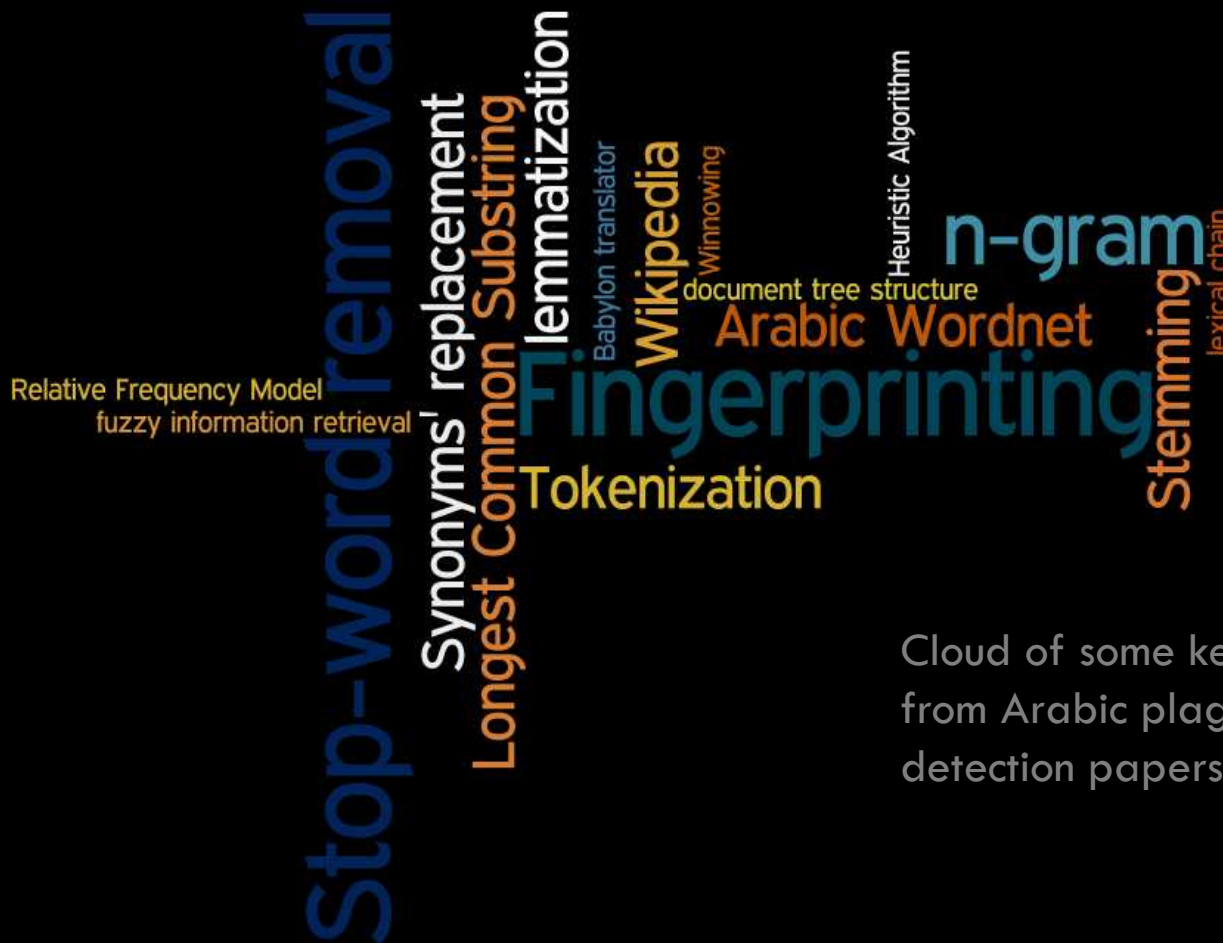 Stop-word removal
Relative Frequency Model
fuzzy information retrieval
Synonyms' replacement
Longest Common Substring
lemmatization
Babylon translator
Wikipedia
Winnowing
document tree structure
Heuristic Algorithm
n-gram
lexical chain
Arabic Wordnet
Fingerprinting
Stemming
Tokenization
Cloud of some ke
from Arabic plag
detection papers